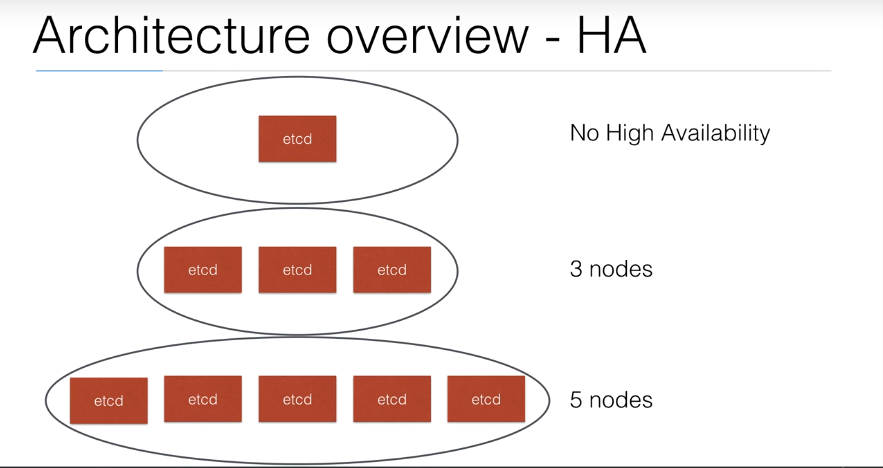 Architecture overview - HA
etcd
No High Availability
etcd etcd etcd
3 nodes
etcd etcd etcd etcd etcd
5 nodes